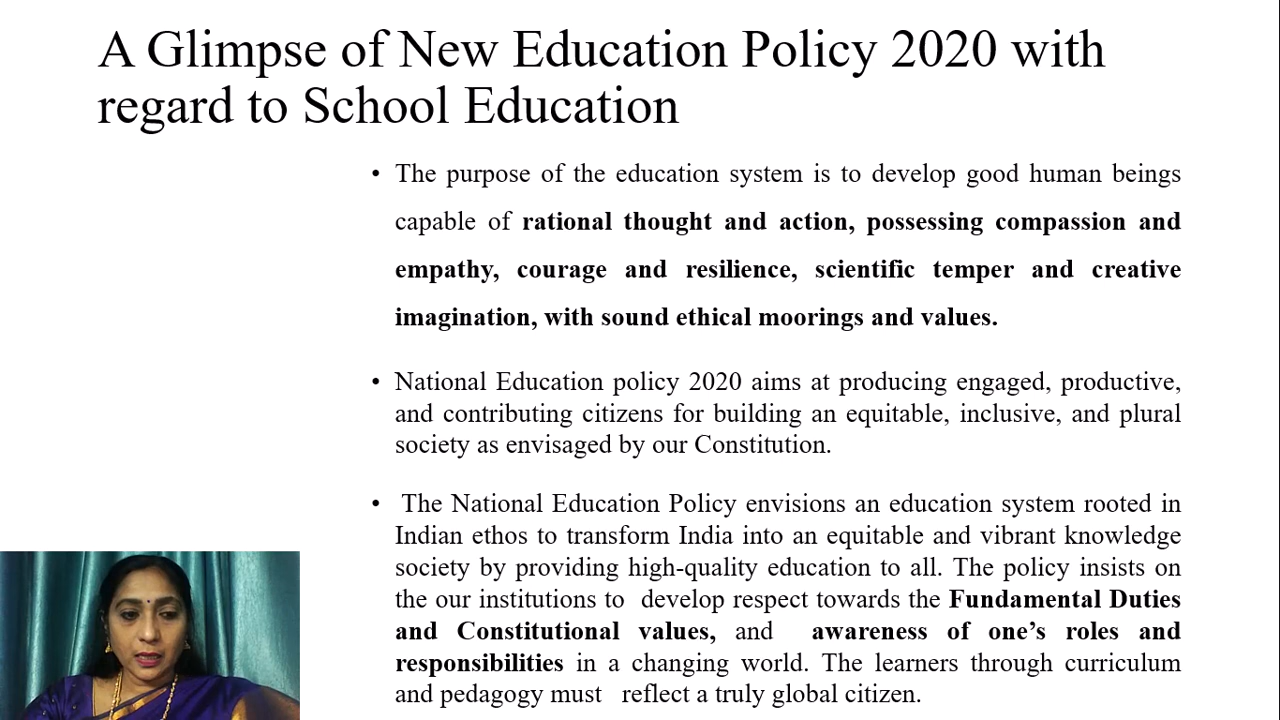 A Glimpse of New Education Policy 2020 with
regard to School Education
• The purpose of the education system is to develop good human beings
capable of rational thought and action, possessing compassion and
empathy, courage and resilience, scientific temper and creative
imagination, with sound ethical moorings and values.
• National Education policy 2020 aims at producing engaged, productive,
and contributing citizens for building an equitable, inclusive, and plural
society as envisaged by our Constitution.
• The National Education Policy envisions an education system rooted in
Indian ethos to transform India into an equitable and vibrant knowledge
society by providing high-quality education to all. The policy insists on
the our institutions to develop respect towards the Fundamental Duties
and Constitutional values, and awareness of one’s roles and
responsibilities in a changing world. The learners through curriculum
and pedagogy must reflect a truly global citizen.